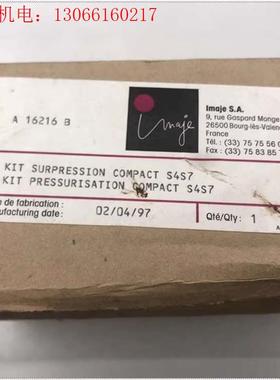 机电：13066160217
Imaje S.A.
A 16216 B
9, rue Gaspard Monge
26500 Bourg-lès-Valen
France
Imaje
Tél. : (33) 75 75 56 0
Fax : (33) 75 83 85
KIT SURPRESSION COMPACT S4S7
KIT PRESSURISATION COMPACT S4S7
e de fabrication :
nufacturing date :
02/04/97
Qté/Qty : 1